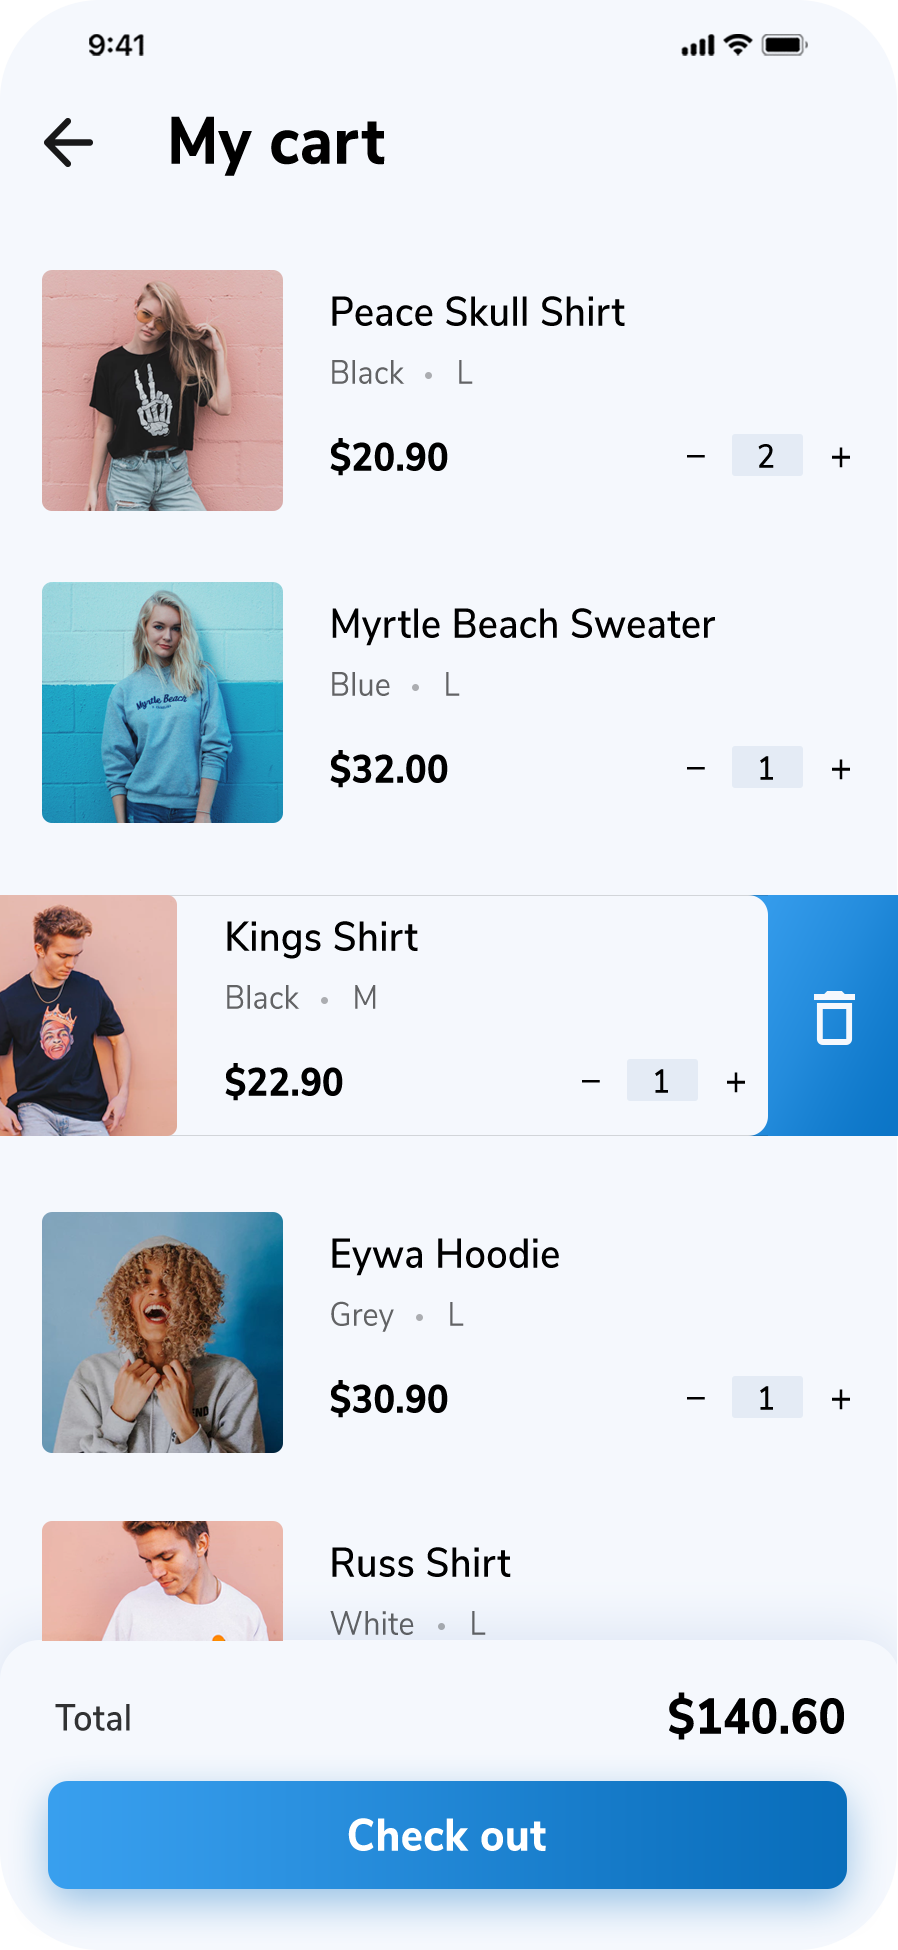 9:41
My cart
Peace Skull Shirt
Black • L
$20.90 − 2 +
Myrtle Beach
Myrtle Beach Sweater
Blue • L
$32.00 − 1 +
Kings Shirt
Black • M
$22.90 − 1 +
Eywa Hoodie
Grey • L
$30.90 − 1 +
Russ Shirt
White • L
Total $140.60
Check out